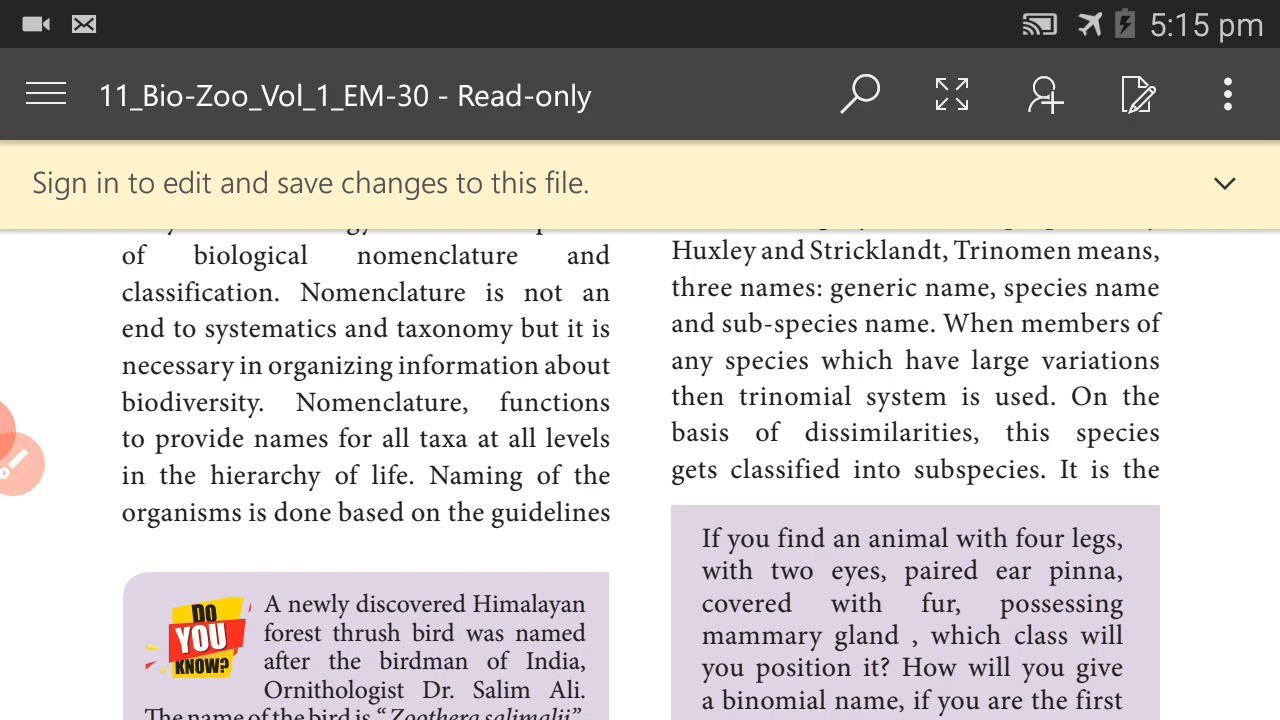 5:15 pm
11_Bio-Zoo_Vol_1_EM-30 - Read-only
Sign in to edit and save changes to this file.
of biological nomenclature and
classification. Nomenclature is not an
end to systematics and taxonomy but it is
necessary in organizing information about
biodiversity. Nomenclature, functions
to provide names for all taxa at all levels
in the hierarchy of life. Naming of the
organisms is done based on the guidelines
DO
YOU
KNOW?
A newly discovered Himalayan
forest thrush bird was named
after the birdman of India,
Ornithologist Dr. Salim Ali.
The name of the bird is "Zoothera salimalii".
Huxley and Stricklandt, Trinomen means,
three names: generic name, species name
and sub-species name. When members of
any species which have large variations
then trinomial system is used. On the
basis of dissimilarities, this species
gets classified into subspecies. It is the
If you find an animal with four legs,
with two eyes, paired ear pinna,
covered with fur, possessing
mammary gland , which class will
you position it? How will you give
a binomial name, if you are the first